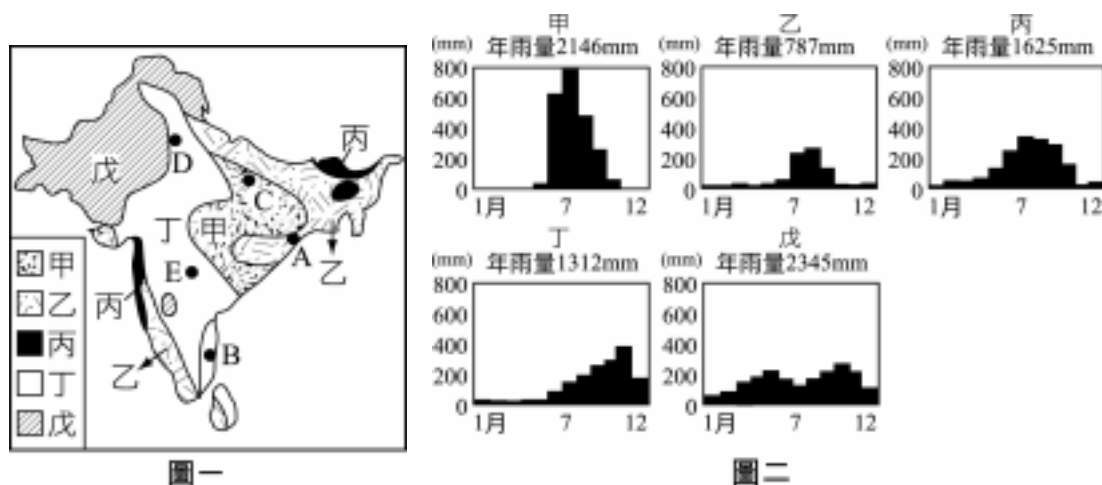 丙
戊
D
C
丁
甲
A
乙
E
丙
B
乙
甲
乙
丙
丁
戊
圖一
甲
(mm) 年雨量2146mm
800
600
400
200
0
1月 7 12
乙
(mm) 年雨量787mm
800
600
400
200
0
1月 7 12
丙
(mm) 年雨量1625mm
800
600
400
200
0
1月 7 12
丁
(mm) 年雨量1312mm
800
600
400
200
0
1月 7 12
戊
(mm) 年雨量2345mm
800
600
400
200
0
1月 7 12
圖二